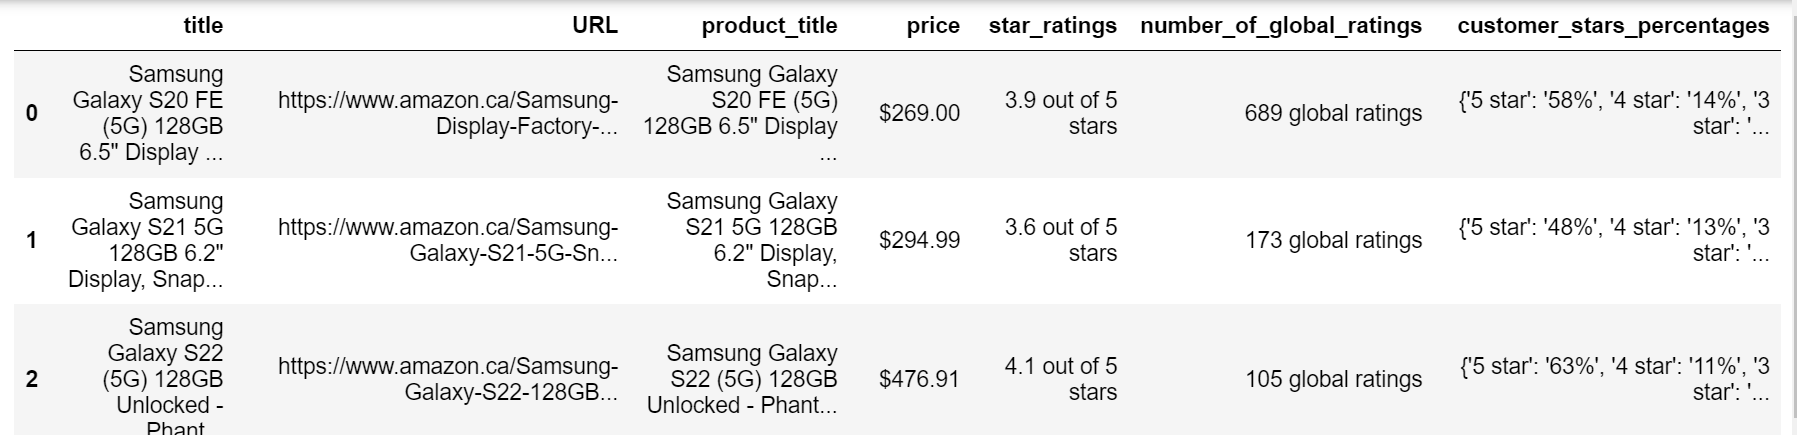 title URL product_title price star_ratings number_of_global_ratings customer_stars_percentages
0
Samsung
Galaxy S20 FE
(5G) 128GB
6.5" Display ...
https://www.amazon.ca/Samsung-
Display-Factory-...
Samsung Galaxy
S20 FE (5G)
128GB 6.5" Display
...
$269.00
3.9 out of 5
stars
689 global ratings
{'5 star': '58%', '4 star': '14%', '3
star': '...
1
Samsung
Galaxy S21 5G
128GB 6.2"
Display, Snap...
https://www.amazon.ca/Samsung-
Galaxy-S21-5G-Sn...
Samsung Galaxy
S21 5G 128GB
6.2" Display,
Snap...
$294.99
3.6 out of 5
stars
173 global ratings
{'5 star': '48%', '4 star': '13%', '3
star': '...
2
Samsung
Galaxy S22
(5G) 128GB
Unlocked -
Phant...
https://www.amazon.ca/Samsung-
Galaxy-S22-128GB...
Samsung Galaxy
S22 (5G) 128GB
Unlocked - Phant...
$476.91
4.1 out of 5
stars
105 global ratings
{'5 star': '63%', '4 star': '11%', '3
star': '...